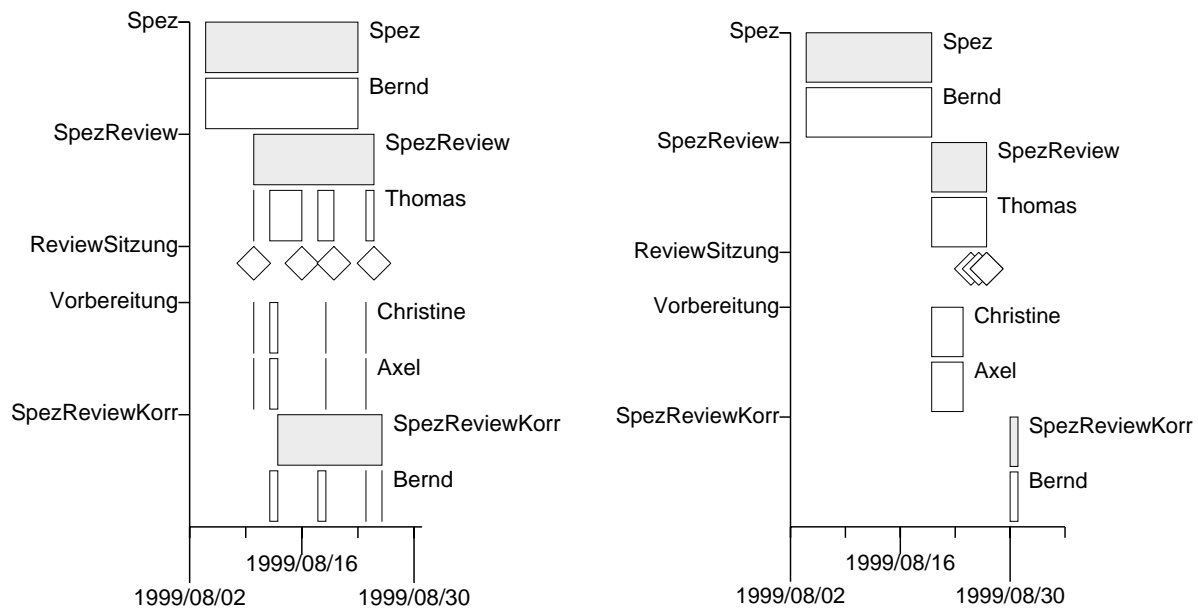 Spez
Spez
Bernd
SpezReview
SpezReview
Thomas
ReviewSitzung
Vorbereitung
Christine
Axel
SpezReviewKorr
SpezReviewKorr
Bernd
1999/08/16
1999/08/02
1999/08/30
Spez
Spez
Bernd
SpezReview
SpezReview
Thomas
ReviewSitzung
Vorbereitung
Christine
Axel
SpezReviewKorr
SpezReviewKorr
Bernd
1999/08/16
1999/08/02
1999/08/30